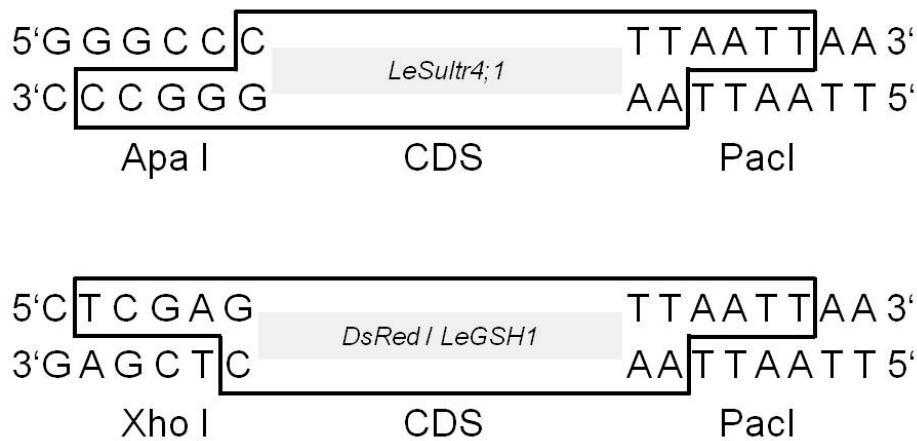 5‘G G G C C C T T A A T T A A 3‘
LeSultr4;1
3‘C C C G G G A A T T A A T T 5‘
Apa I CDS PacI
5‘C T C G A G T T A A T T A A 3‘
DsRed / LeGSH1
3‘G A G C T C A A T T A A T T 5‘
Xho I CDS PacI